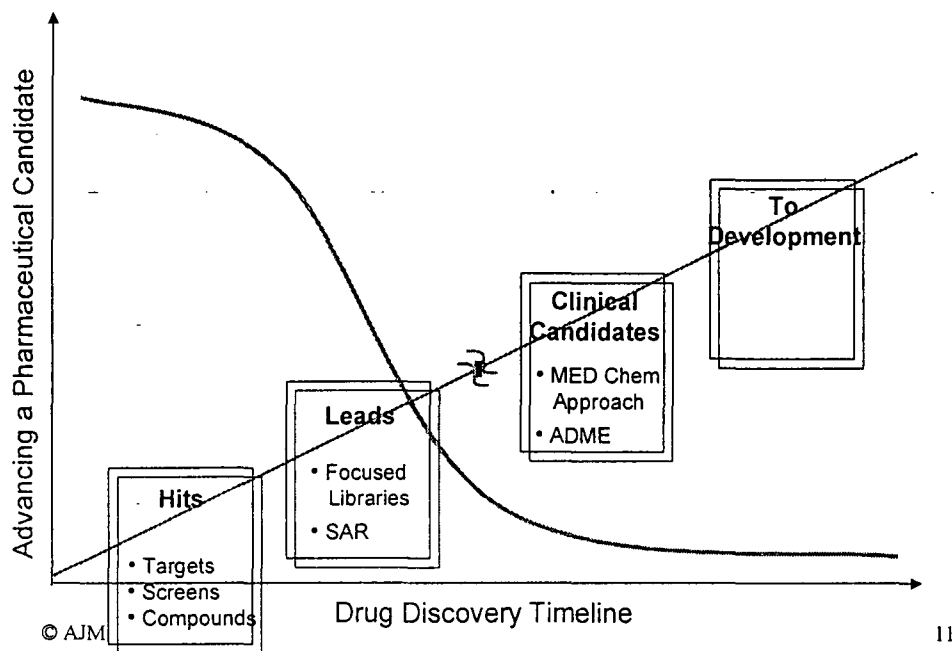 Advancing a Pharmaceutical Candidate
To
Development
Clinical
Candidates
• MED Chem
Approach
• ADME
Leads
• Focused
Libraries
• SAR
Hits
• Targets
• Screens
• Compounds
Drug Discovery Timeline
© AJM
11